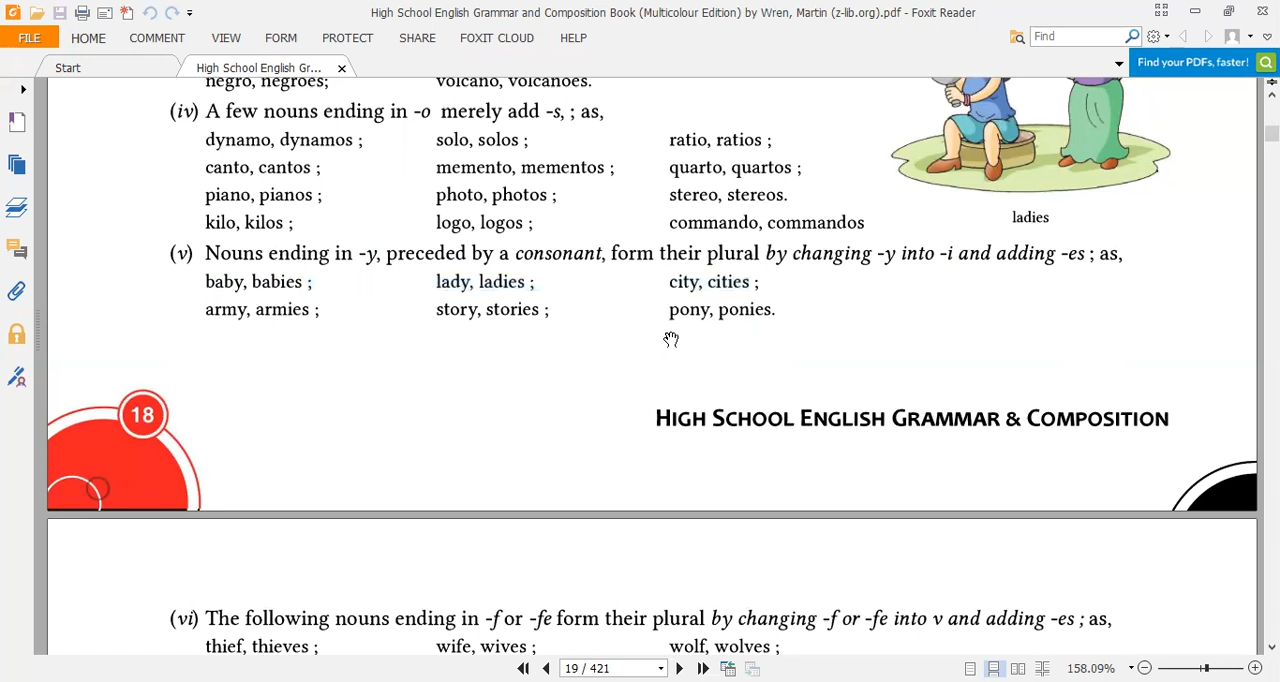 High School English Grammar and Composition Book (Multicolour Edition) by Wren, Martin (z-lib.org).pdf - Foxit Reader
FILE HOME COMMENT VIEW FORM PROTECT SHARE FOXIT CLOUD HELP Find
Start High School English Gr... Find your PDFs, faster!
negro, negroes; volcano, volcanoes.
(iv) A few nouns ending in -o merely add -s, ; as,
dynamo, dynamos ; solo, solos ; ratio, ratios ;
canto, cantos ; memento, mementos ; quarto, quartos ;
piano, pianos ; photo, photos ; stereo, stereos.
kilo, kilos ; logo, logos ; commando, commandos
ladies
(v) Nouns ending in -y, preceded by a consonant, form their plural by changing -y into -i and adding -es ; as,
baby, babies ; lady, ladies ; city, cities ;
army, armies ; story, stories ; pony, ponies.
18
HIGH SCHOOL ENGLISH GRAMMAR & COMPOSITION
(vi) The following nouns ending in -f or -fe form their plural by changing -f or -fe into v and adding -es ; as,
thief, thieves ; wife, wives ; wolf, wolves ;
19 / 421 158.09%